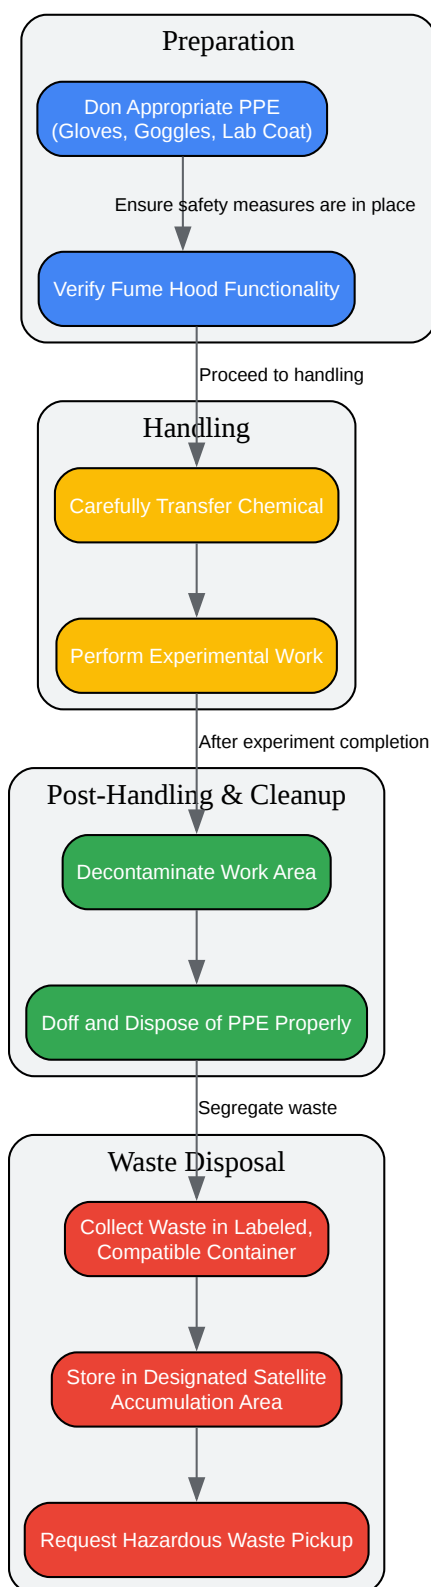 Preparation
Don Appropriate PPE
(Gloves, Goggles, Lab Coat)
Ensure safety measures are in place
Verify Fume Hood Functionality
Proceed to handling
Handling
Carefully Transfer Chemical
Perform Experimental Work
After experiment completion
Post-Handling & Cleanup
Decontaminate Work Area
Doff and Dispose of PPE Properly
Segregate waste
Waste Disposal
Collect Waste in Labeled,
Compatible Container
Store in Designated Satellite
Accumulation Area
Request Hazardous Waste Pickup